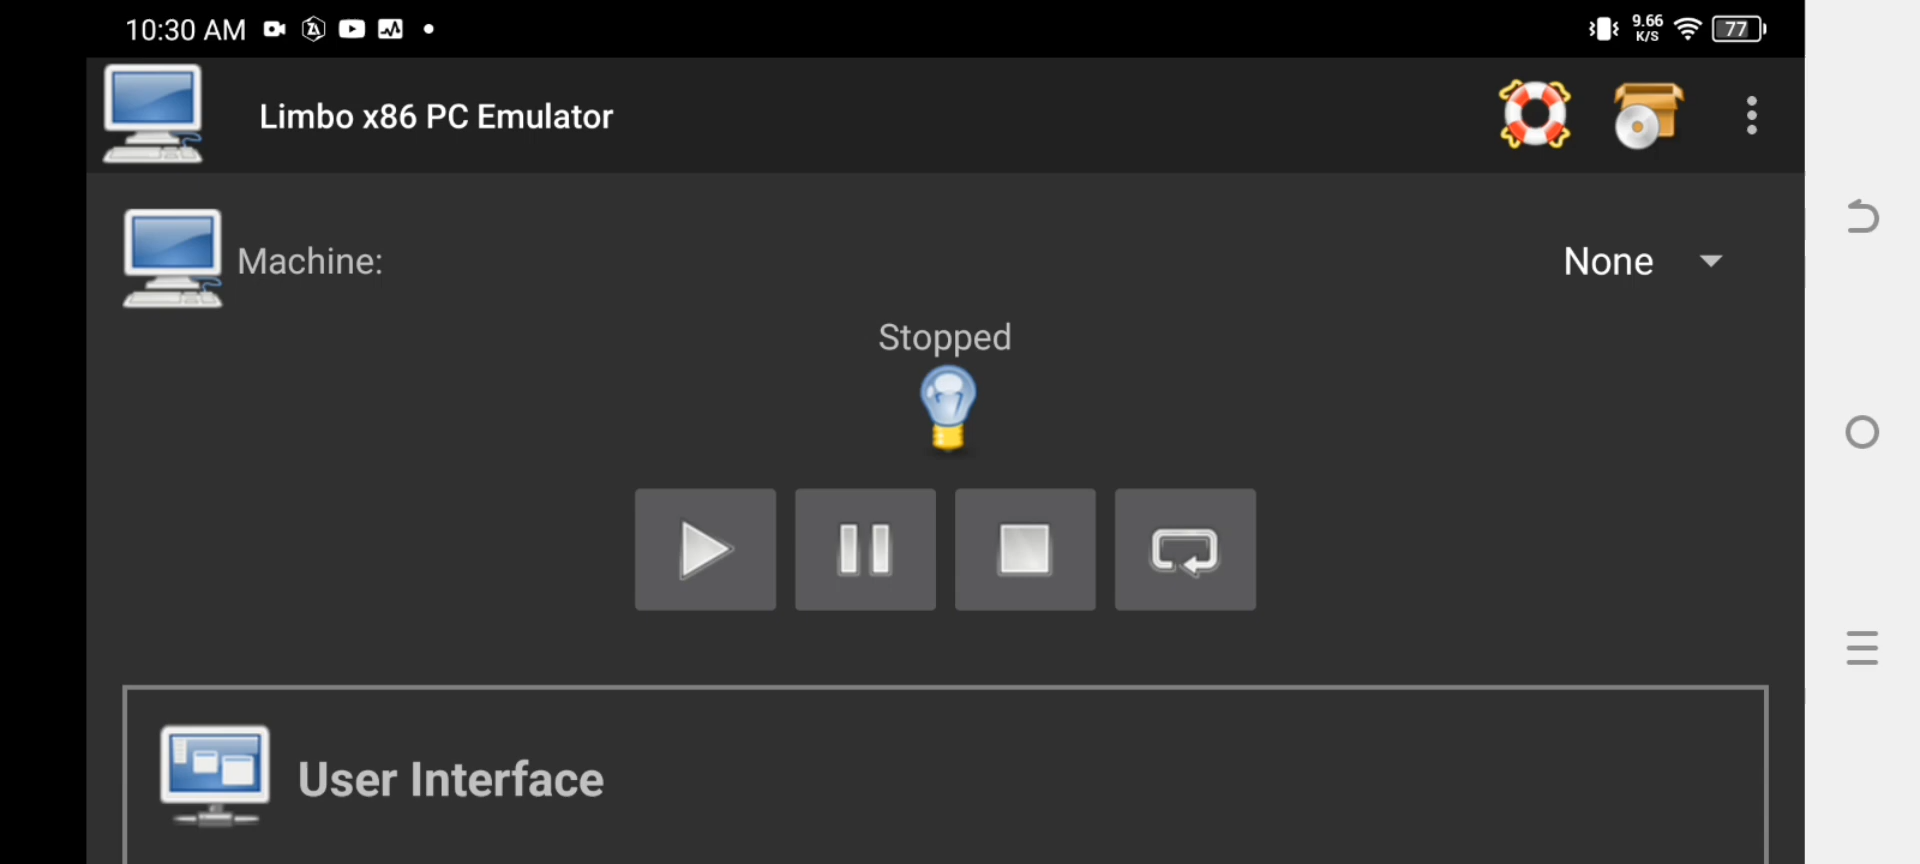 10:30 AM
9.66
K/S
77
Limbo x86 PC Emulator
Machine:
None
Stopped
User Interface